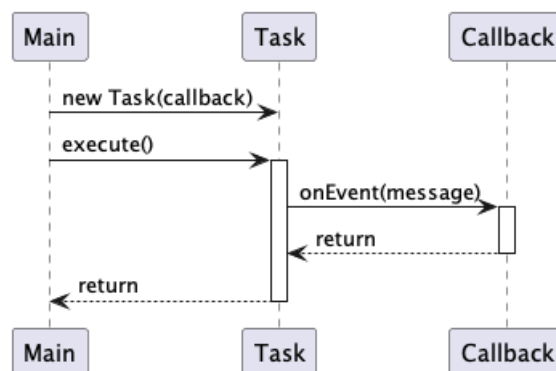 Main Task Callback
new Task(callback)
execute()
onEvent(message)
return
return
Main Task Callback